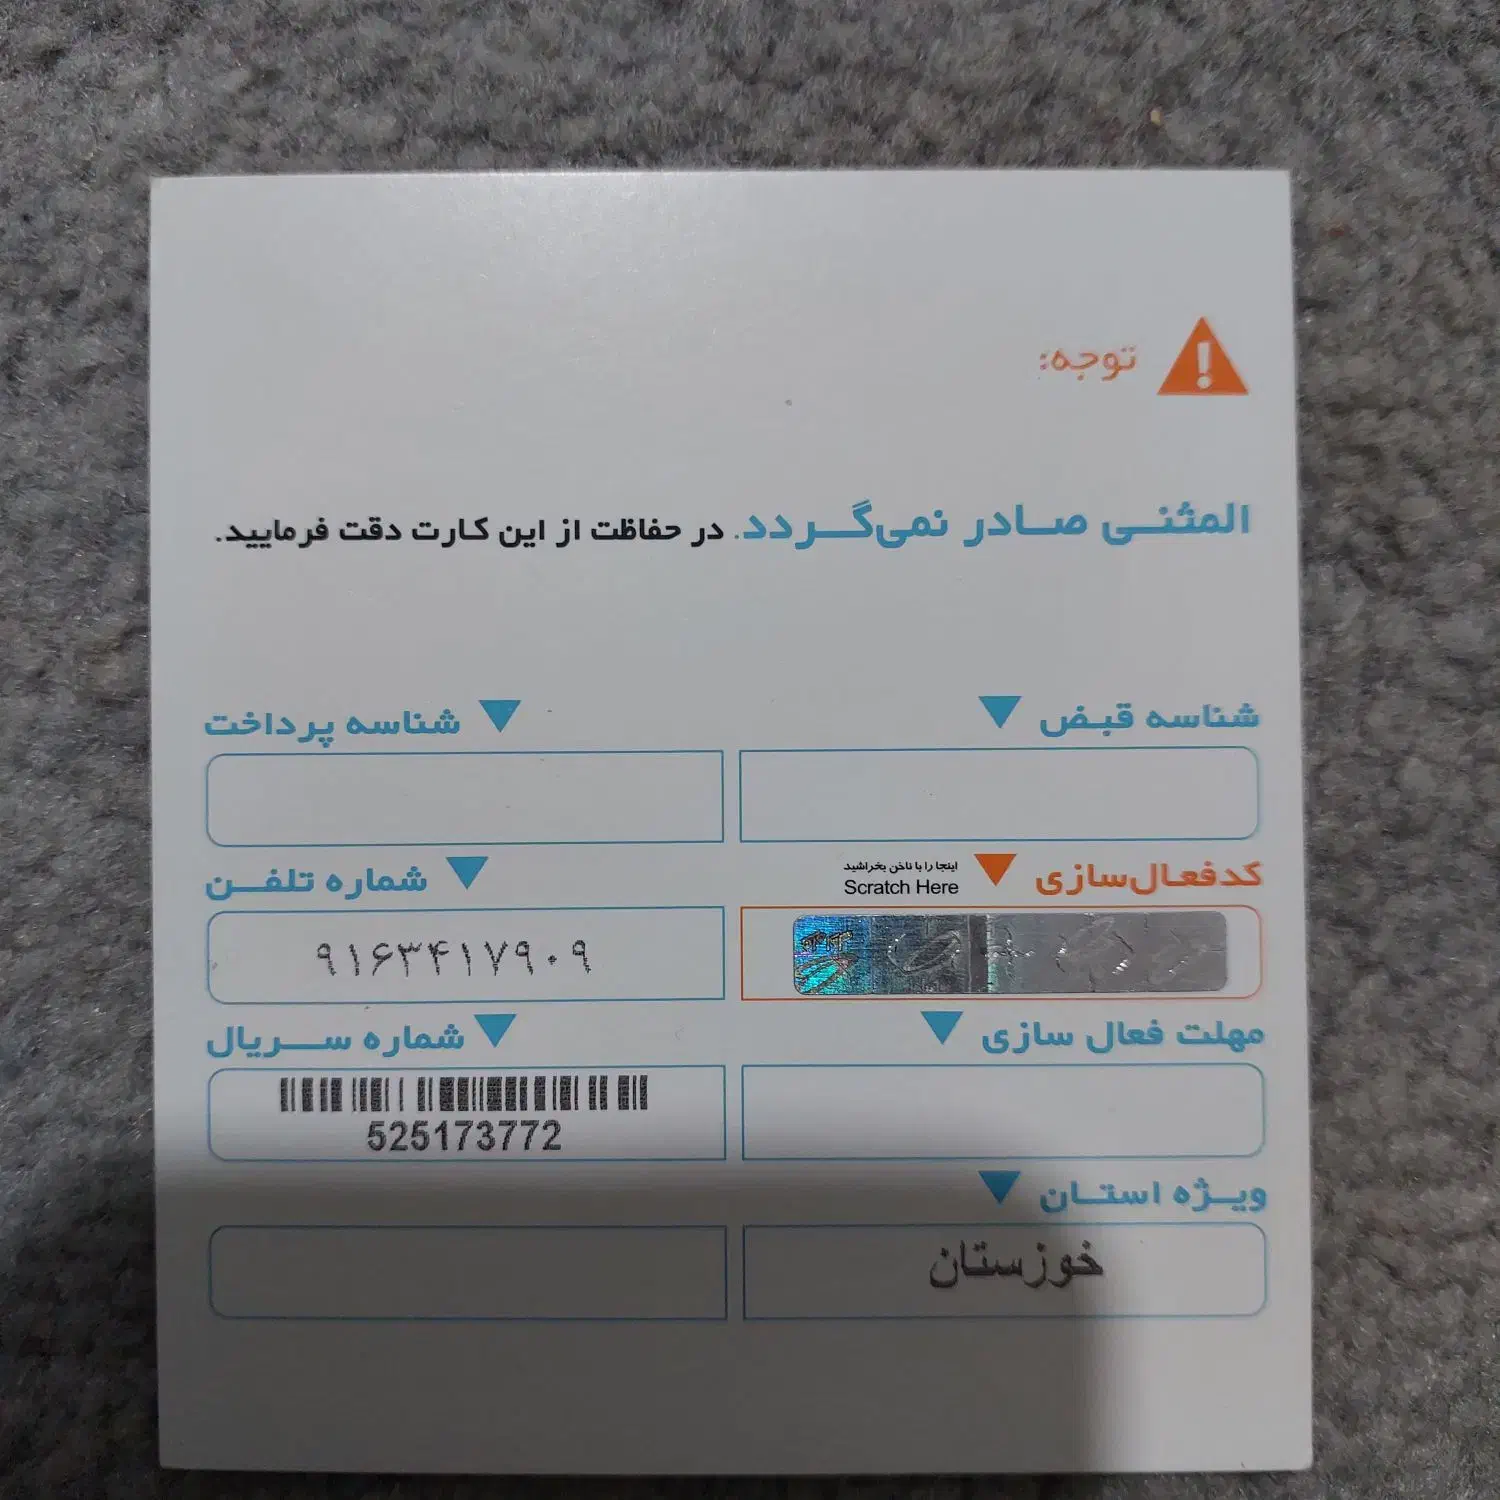 توجه:
المثنی صادر نمی‌گردد. در حفاظت از این کارت دقت فرمایید.
شناسه قبض
شناسه پرداخت
کدفعال‌سازی
اینجا را با ناخن بخراشید
Scratch Here
شماره تلفن
۹۱۶۳۴۱۷۹۰۹
مهلت فعال سازی
شماره سریال
525173772
ویژه استان
خوزستان